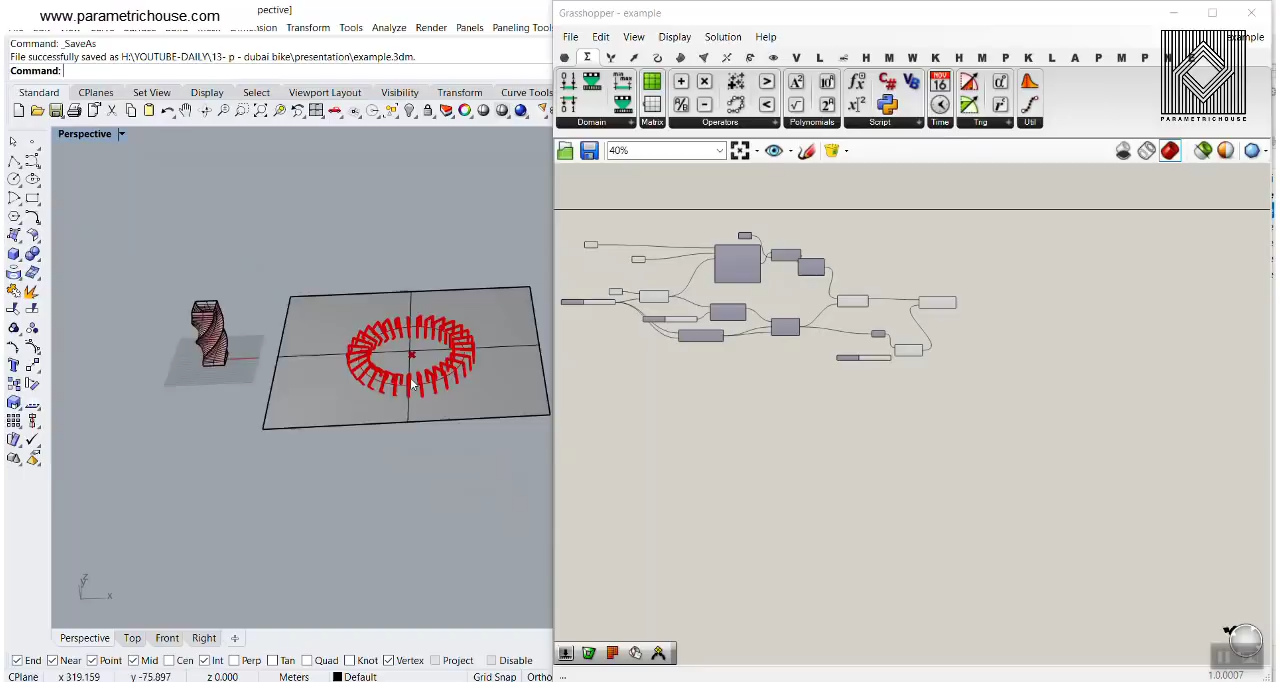 www.parametrichouse.com
pective]
Transform Tools Analyze Render Panels Paneling Tools
Command: _SaveAs
File successfully saved as H:\YOUTUBE-DAILY\13- p - dubai bike\presentation\example.3dm.
Command:
Standard CPlanes Set View Display Select Viewport Layout Visibility Transform Curve Tools
Perspective
z
y
x
Perspective Top Front Right
End Near Point Mid Cen Int Perp Tan Quad Knot Vertex Project Disable
CPlane x 319.159 y -75.897 z 0.000 Meters Default Grid Snap Ortho
Grasshopper - example
File Edit View Display Solution Help
example
Σ V L H M W K H M P K L A P M P N
Domain Matrix Operators Polynomials Script Time Trig Util
40%
PARAMETRICHOUSE
...
1.0.0007